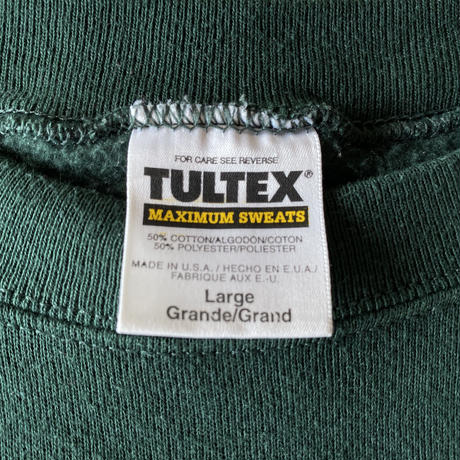 FOR CARE SEE REVERSE
TULTEX®
MAXIMUM SWEATS
50% COTTON/ALGODÓN/COTON
50% POLYESTER/POLIESTER
MADE IN U.S.A./ HECHO EN E.U.A./
FABRIQUE AUX E.-U.
Large
Grande/Grand